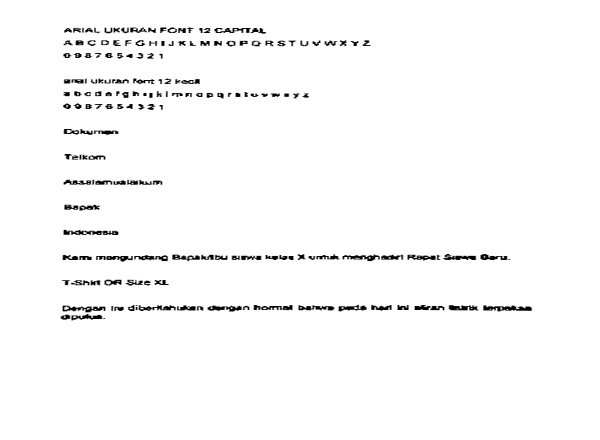 ARIAL UKURAN FONT 12 CAPITAL
A B C D E F G H I J K L M N O P Q R S T U V W X Y Z
0 9 8 7 6 5 4 3 2 1
arial ukuran font 12 kecil
a b c d e f g h i j k l m n o p q r s t u v w x y z
0 9 8 7 6 5 4 3 2 1
Dokumen
Telkom
Assalamualaikum
Bapak
Indonesia
Kami mengundang Bapak/Ibu siswa kelas X untuk menghadiri Rapat Siswa Baru.
T-Shirt OR Size XL
Dengan ini diberitahukan dengan hormat bahwa pada hari ini aliran listrik terpaksa
diputus.